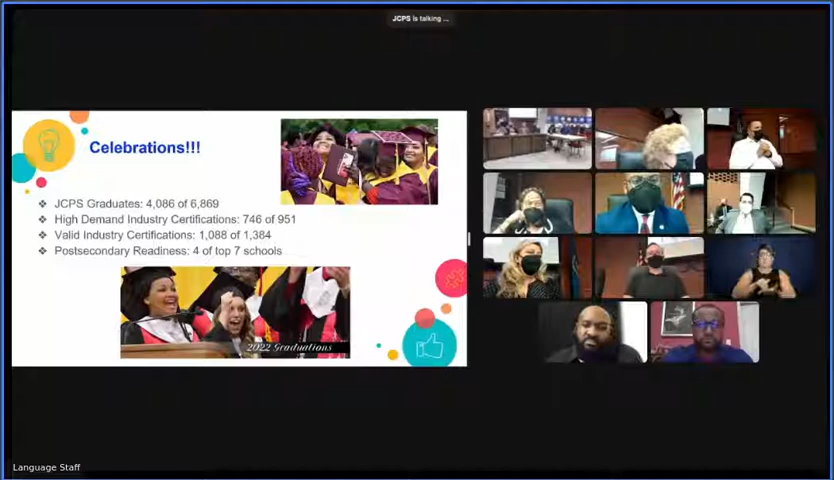 JCPS is talking ...
Celebrations!!!
JCPS Graduates: 4,086 of 6,869
High Demand Industry Certifications: 746 of 951
Valid Industry Certifications: 1,088 of 1,384
Postsecondary Readiness: 4 of top 7 schools
2022 Graduations
Language Staff